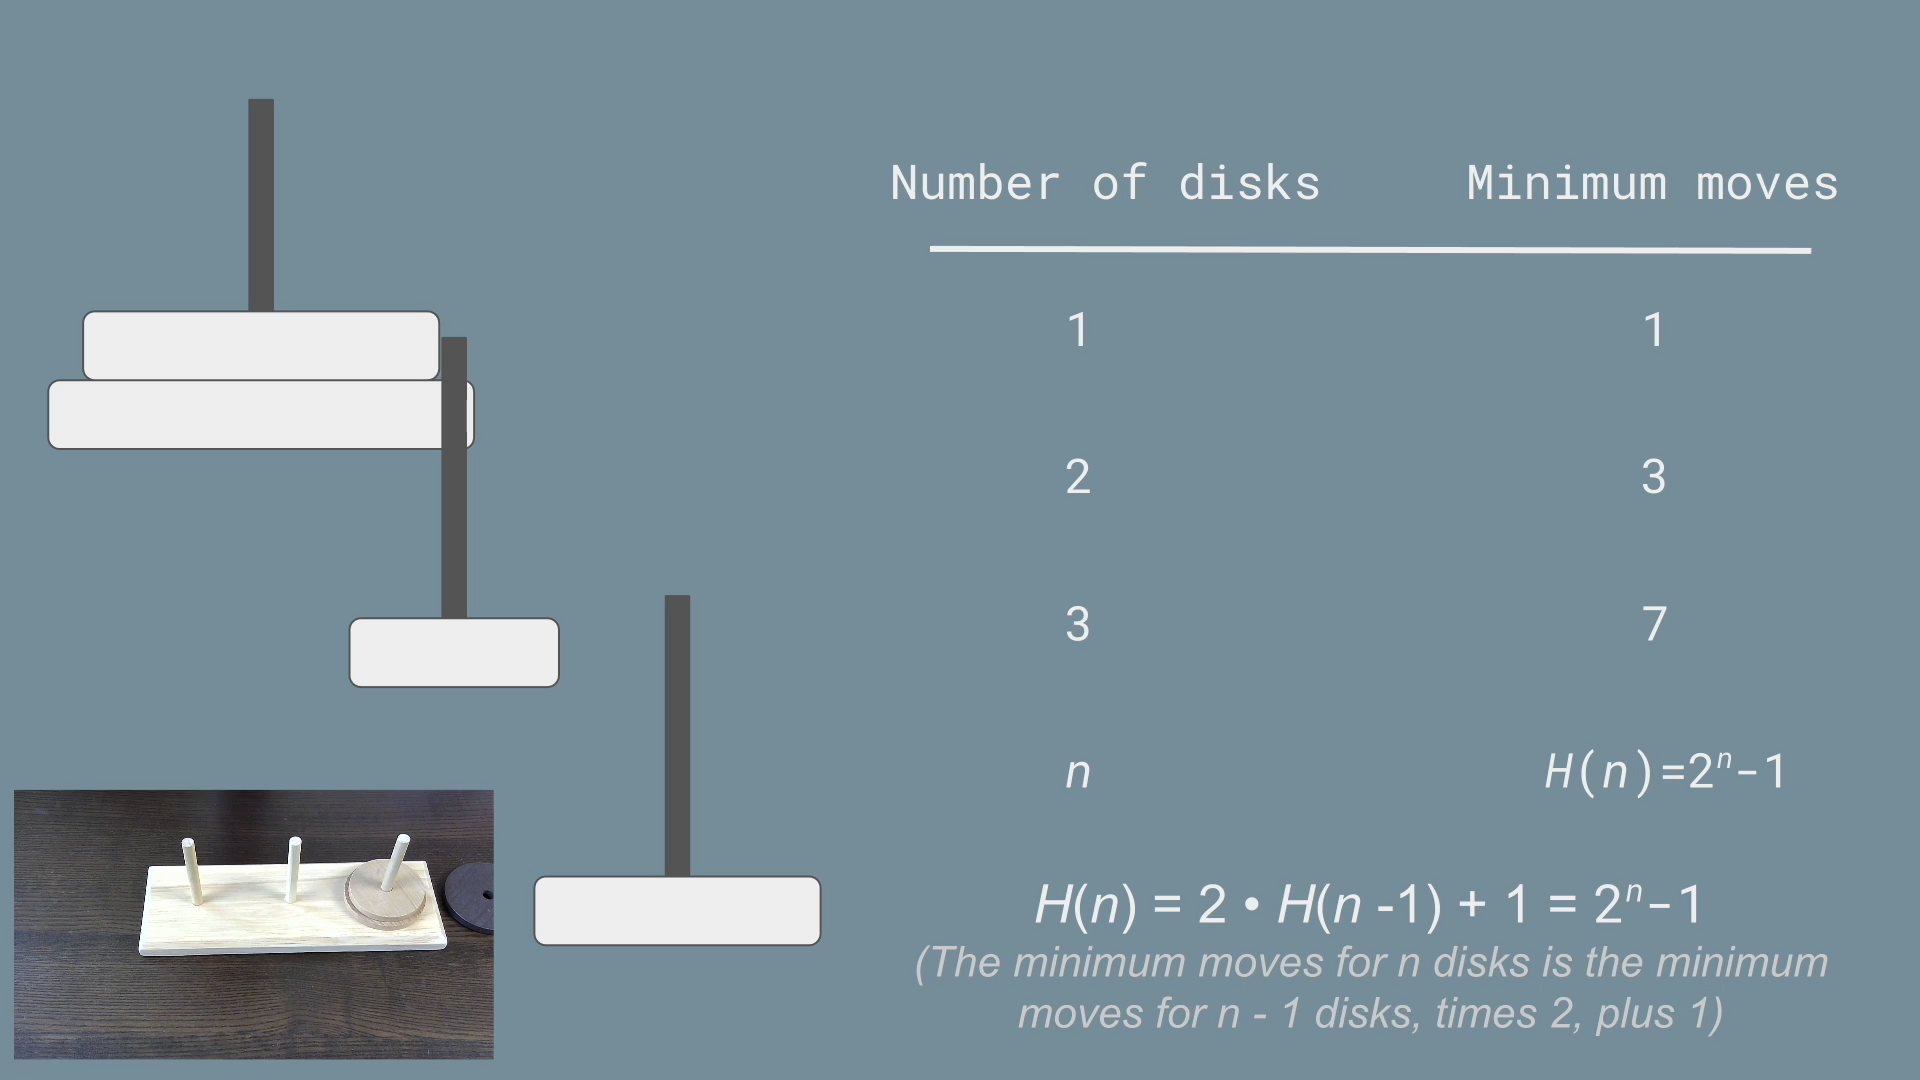 Number of disks Minimum moves
1 1
2 3
3 7
n H(n)=2ⁿ−1
H(n) = 2 • H(n -1) + 1 = 2ⁿ−1
(The minimum moves for n disks is the minimum
moves for n - 1 disks, times 2, plus 1)